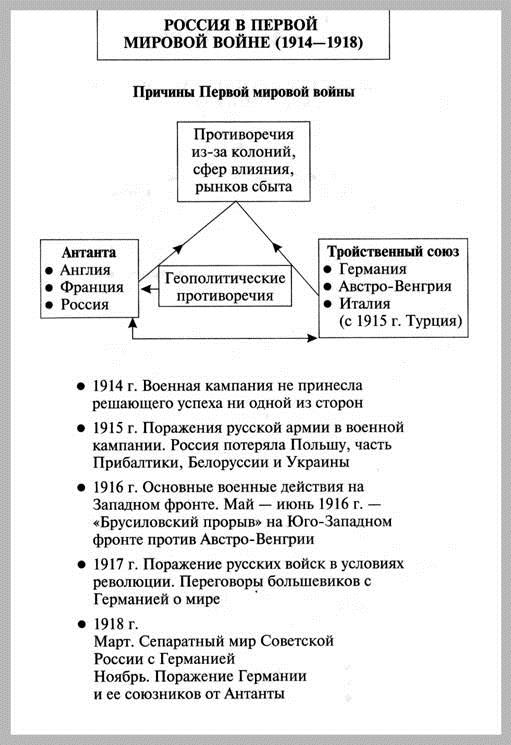 РОССИЯ В ПЕРВОЙ
МИРОВОЙ ВОЙНЕ (1914—1918)
Причины Первой мировой войны
Противоречия
из-за колоний,
сфер влияния,
рынков сбыта
Антанта
● Англия
● Франция
● Россия
Геополитические
противоречия
Тройственный союз
● Германия
● Австро-Венгрия
● Италия
(с 1915 г. Турция)
● 1914 г. Военная кампания не принесла
решающего успеха ни одной из сторон
● 1915 г. Поражения русской армии в военной
кампании. Россия потеряла Польшу, часть
Прибалтики, Белоруссии и Украины
● 1916 г. Основные военные действия на
Западном фронте. Май — июнь 1916 г. —
«Брусиловский прорыв» на Юго-Западном
фронте против Австро-Венгрии
● 1917 г. Поражение русских войск в условиях
революции. Переговоры большевиков с
Германией о мире
● 1918 г.
Март. Сепаратный мир Советской
России с Германией
Ноябрь. Поражение Германии
и ее союзников от Антанты